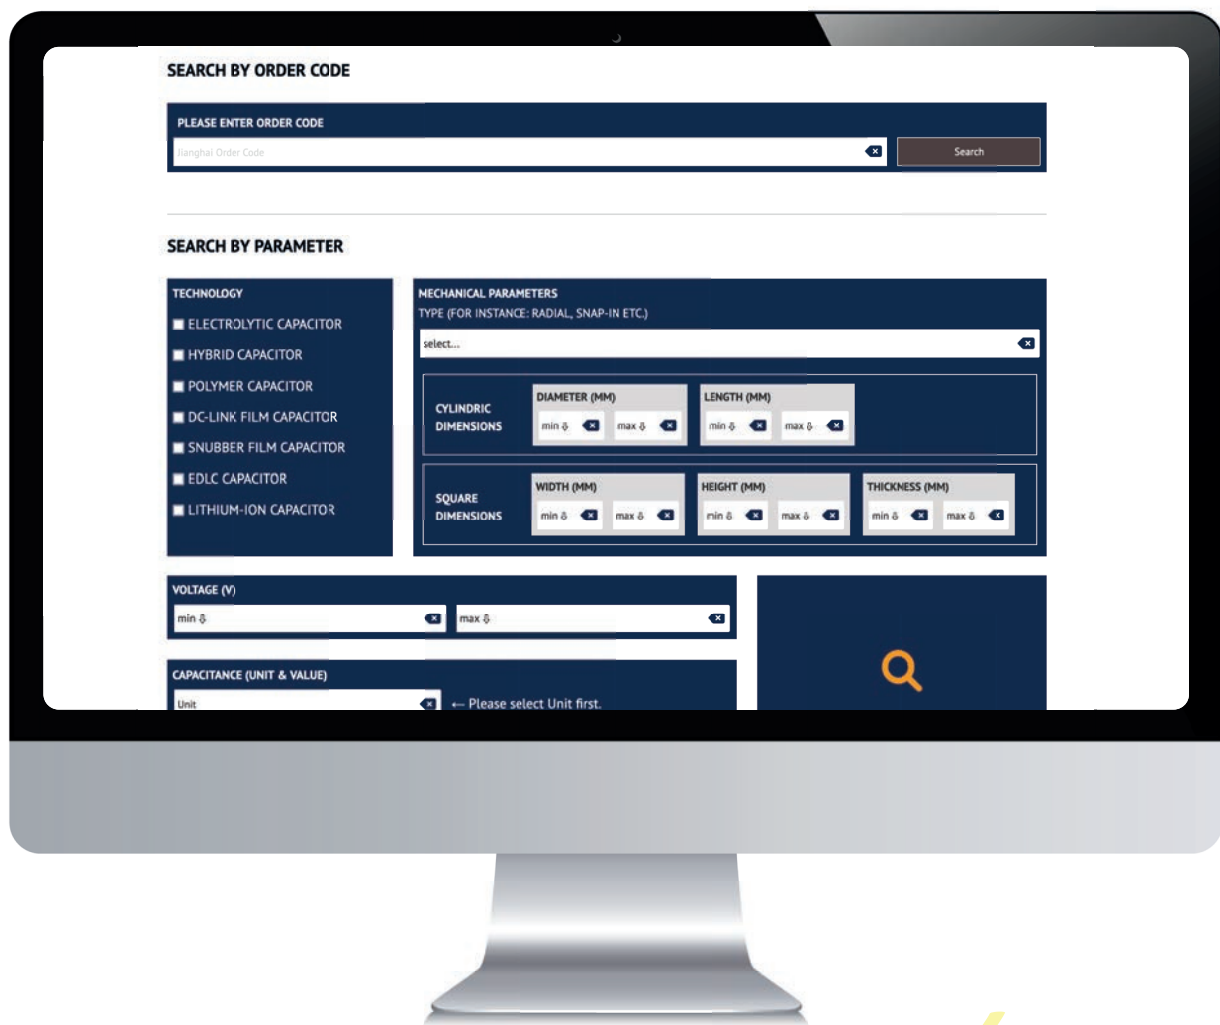 SEARCH BY ORDER CODE
PLEASE ENTER ORDER CODE
Jianghai Order Code
Search
SEARCH BY PARAMETER
TECHNOLOGY
ELECTROLYTIC CAPACITOR
HYBRID CAPACITOR
POLYMER CAPACITOR
DC-LINK FILM CAPACITOR
SNUBBER FILM CAPACITOR
EDLC CAPACITOR
LITHIUM-ION CAPACITOR
MECHANICAL PARAMETERS
TYPE (FOR INSTANCE: RADIAL, SNAP-IN ETC.)
select...
CYLINDRIC
DIMENSIONS
DIAMETER (MM)
min ⇩ max ⇩
LENGTH (MM)
min ⇩ max ⇩
SQUARE
DIMENSIONS
WIDTH (MM)
min ⇩ max ⇩
HEIGHT (MM)
min ⇩ max ⇩
THICKNESS (MM)
min ⇩ max ⇩
VOLTAGE (V)
min ⇩ max ⇩
CAPACITANCE (UNIT & VALUE)
Unit ← Please select Unit first.